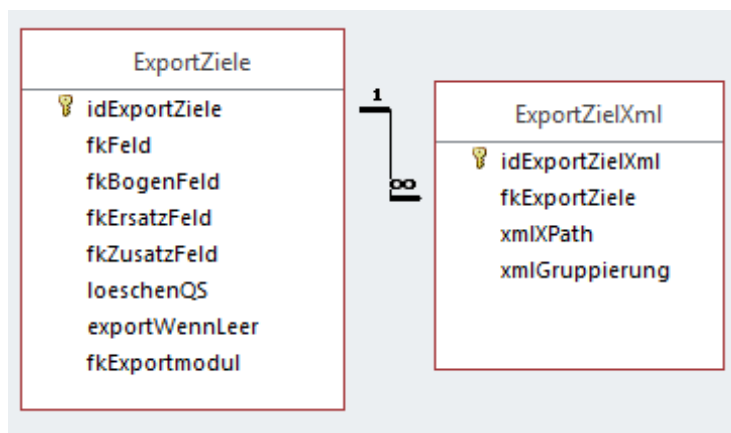 ExportZiele
idExportZiele
fkFeld
fkBogenFeld
fkErsatzFeld
fkZusatzFeld
loeschenQS
exportWennLeer
fkExportmodul
1
∞
ExportZielXml
idExportZielXml
fkExportZiele
xmlXPath
xmlGruppierung